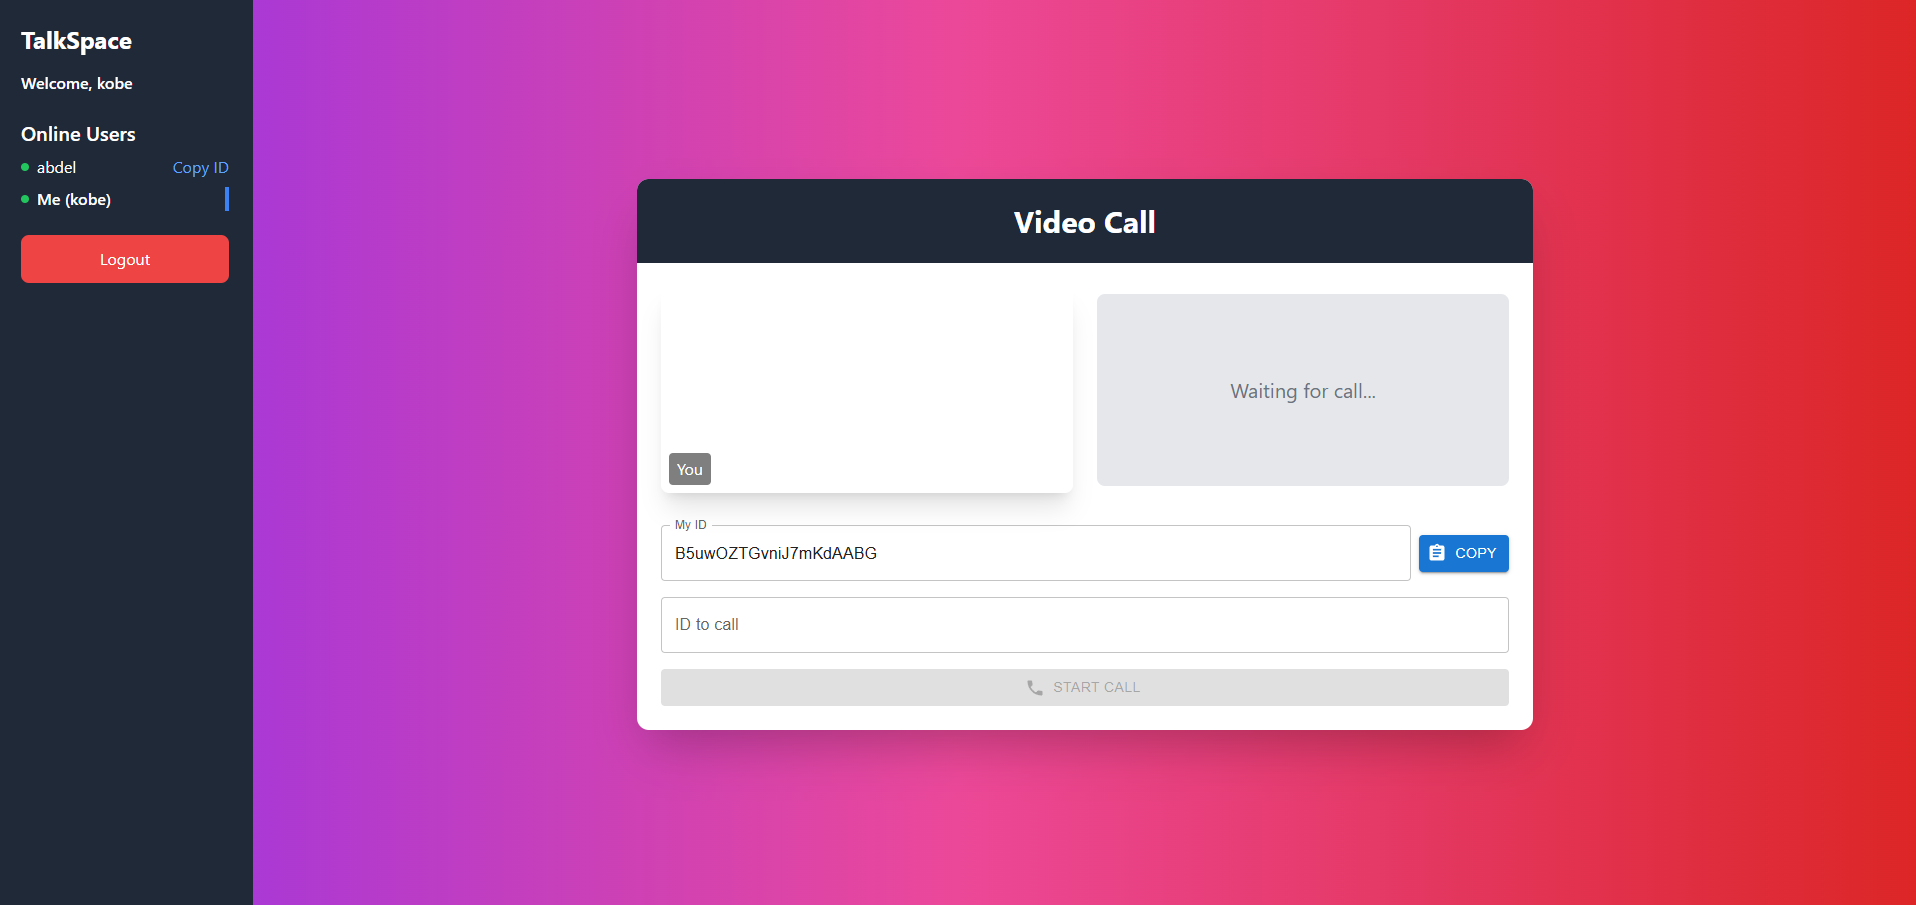 TalkSpace
Welcome, kobe
Online Users
abdel Copy ID
Me (kobe)
Logout
Video Call
You
Waiting for call...
My ID
B5uwOZTGvniJ7mKdAABG
COPY
ID to call
START CALL